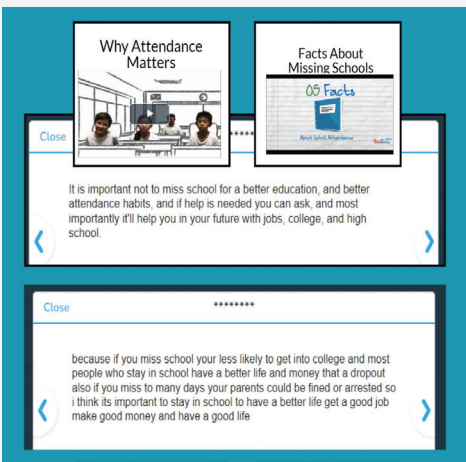 Why Attendance
Matters
Facts About
Missing Schools
05 Facts
About School Attendance
Close
********
It is important not to miss school for a better education, and better
attendance habits, and if help is needed you can ask, and most
importantly it'll help you in your future with jobs, college, and high
school.
Close
********
because if you miss school your less likely to get into college and most
people who stay in school have a better life and money that a dropout
also if you miss to many days your parents could be fined or arrested so
i think its important to stay in school to have a better life get a good job
make good money and have a good life